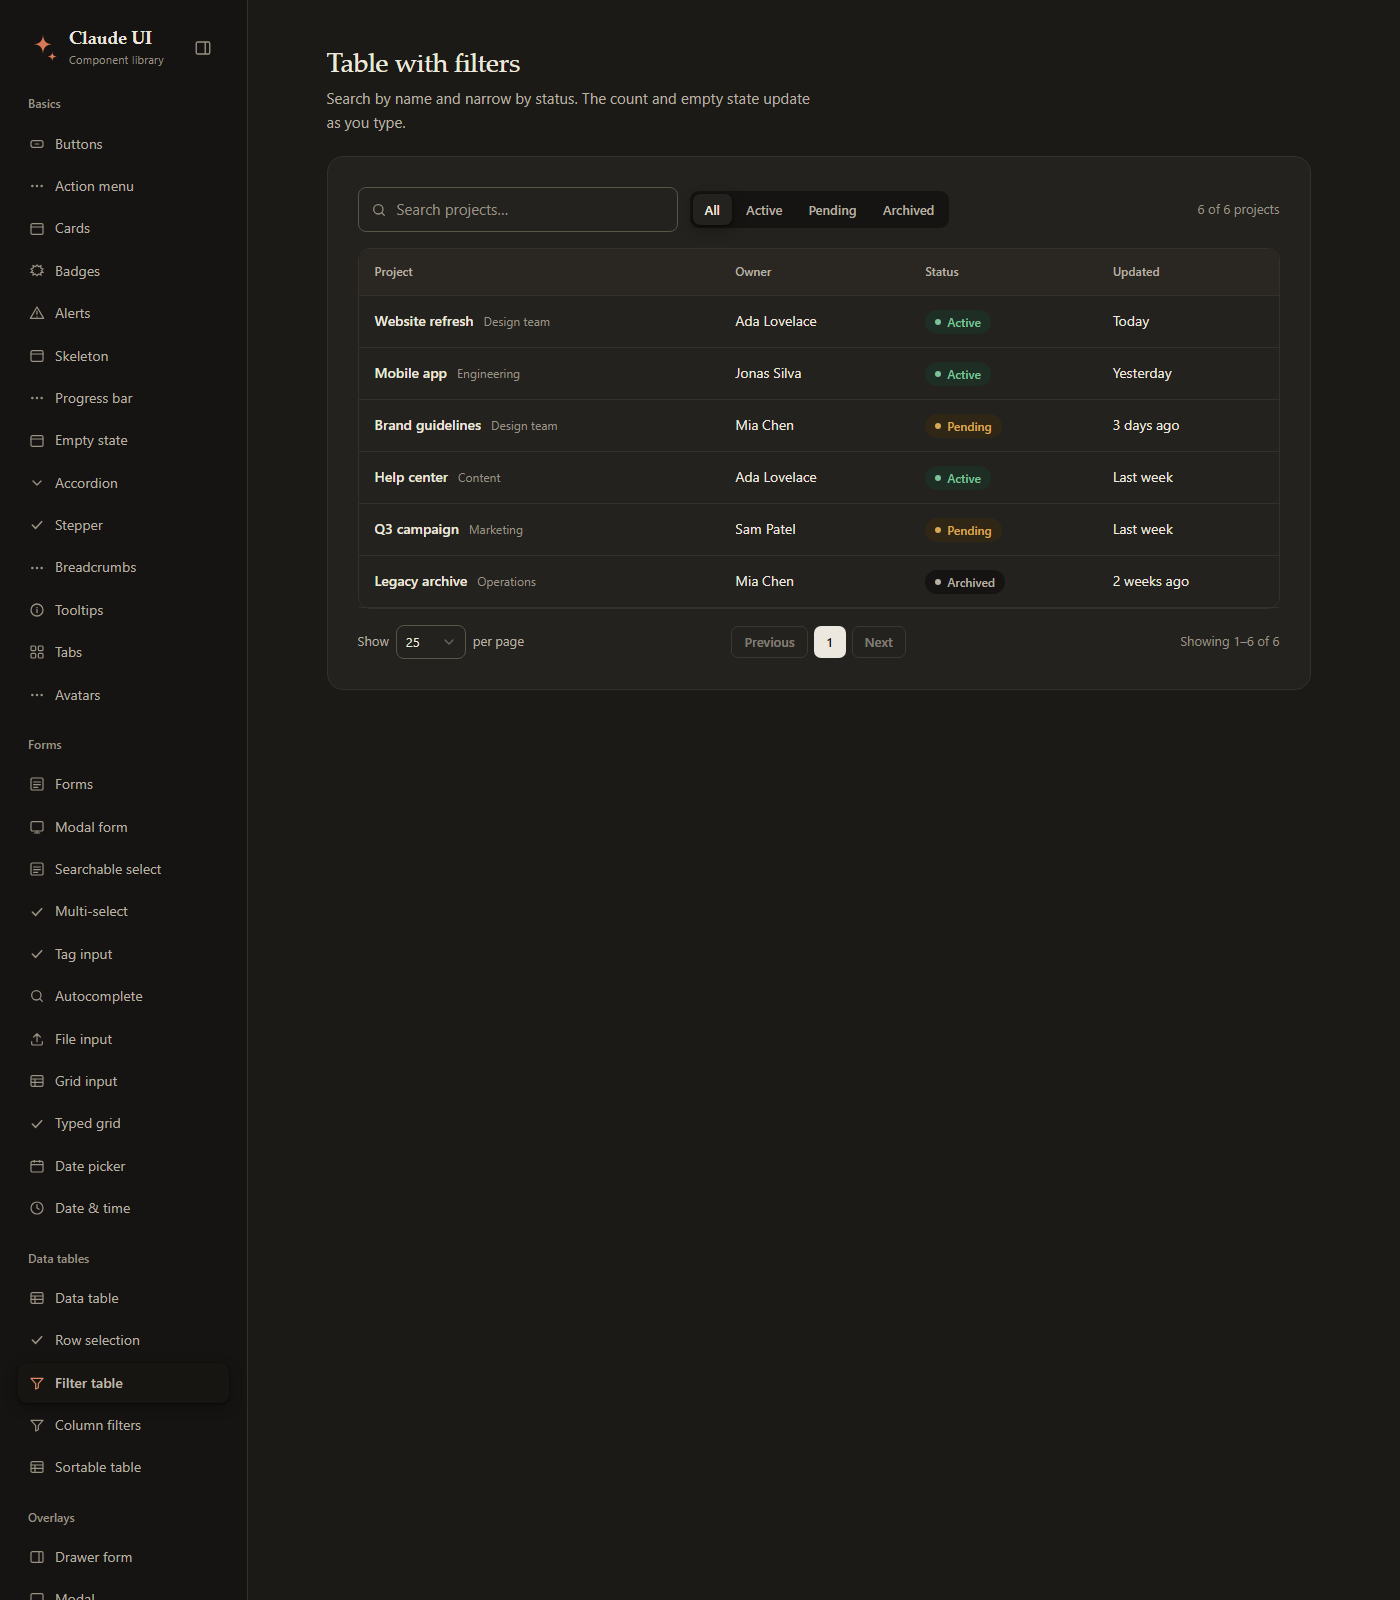 Claude UI
Component library
Basics
Buttons
Action menu
Cards
Badges
Alerts
Skeleton
Progress bar
Empty state
Accordion
Stepper
Breadcrumbs
Tooltips
Tabs
Avatars
Forms
Forms
Modal form
Searchable select
Multi-select
Tag input
Autocomplete
File input
Grid input
Typed grid
Date picker
Date & time
Data tables
Data table
Row selection
Filter table
Column filters
Sortable table
Overlays
Drawer form
Modal
Table with filters
Search by name and narrow by status. The count and empty state update
as you type.
Search projects...
All Active Pending Archived
6 of 6 projects
Project Owner Status Updated
Website refresh Design team Ada Lovelace Active Today
Mobile app Engineering Jonas Silva Active Yesterday
Brand guidelines Design team Mia Chen Pending 3 days ago
Help center Content Ada Lovelace Active Last week
Q3 campaign Marketing Sam Patel Pending Last week
Legacy archive Operations Mia Chen Archived 2 weeks ago
Show 25 per page
Previous 1 Next
Showing 1–6 of 6